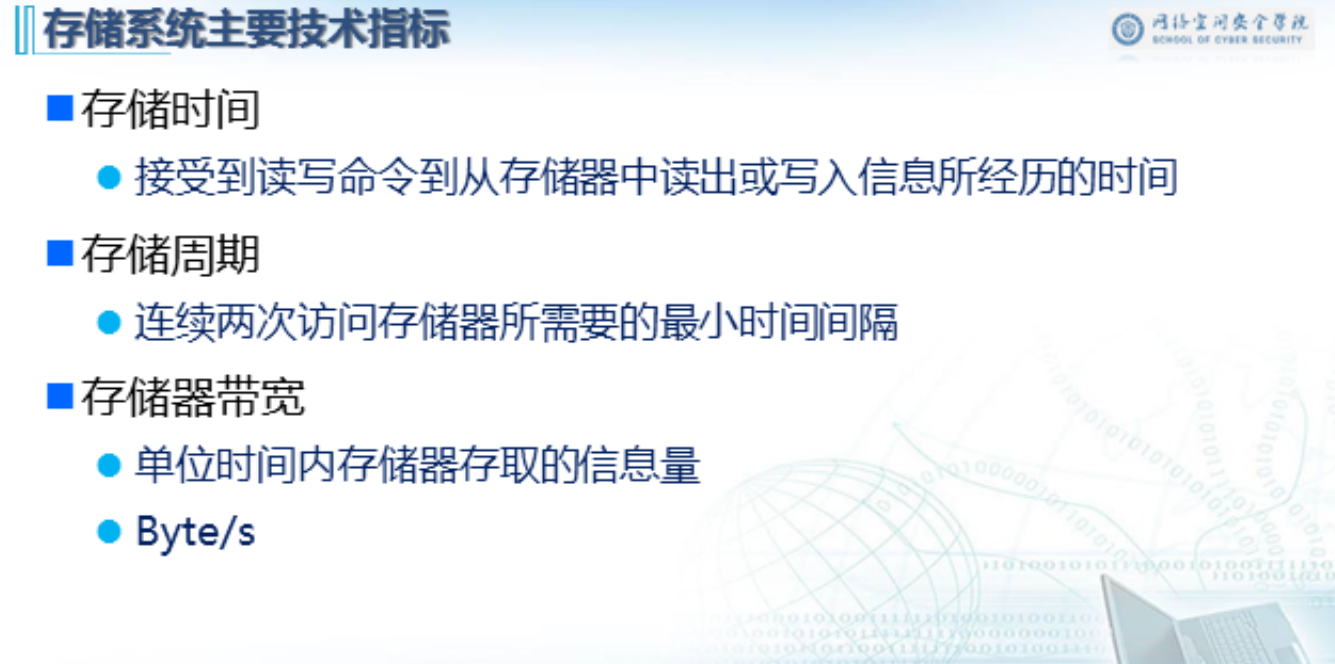 存储系统主要技术指标
网络空间安全学院
SCHOOL OF CYBER SECURITY
存储时间
接受到读写命令到从存储器中读出或写入信息所经历的时间
存储周期
连续两次访问存储器所需要的最小时间间隔
存储器带宽
单位时间内存储器存取的信息量
Byte/s